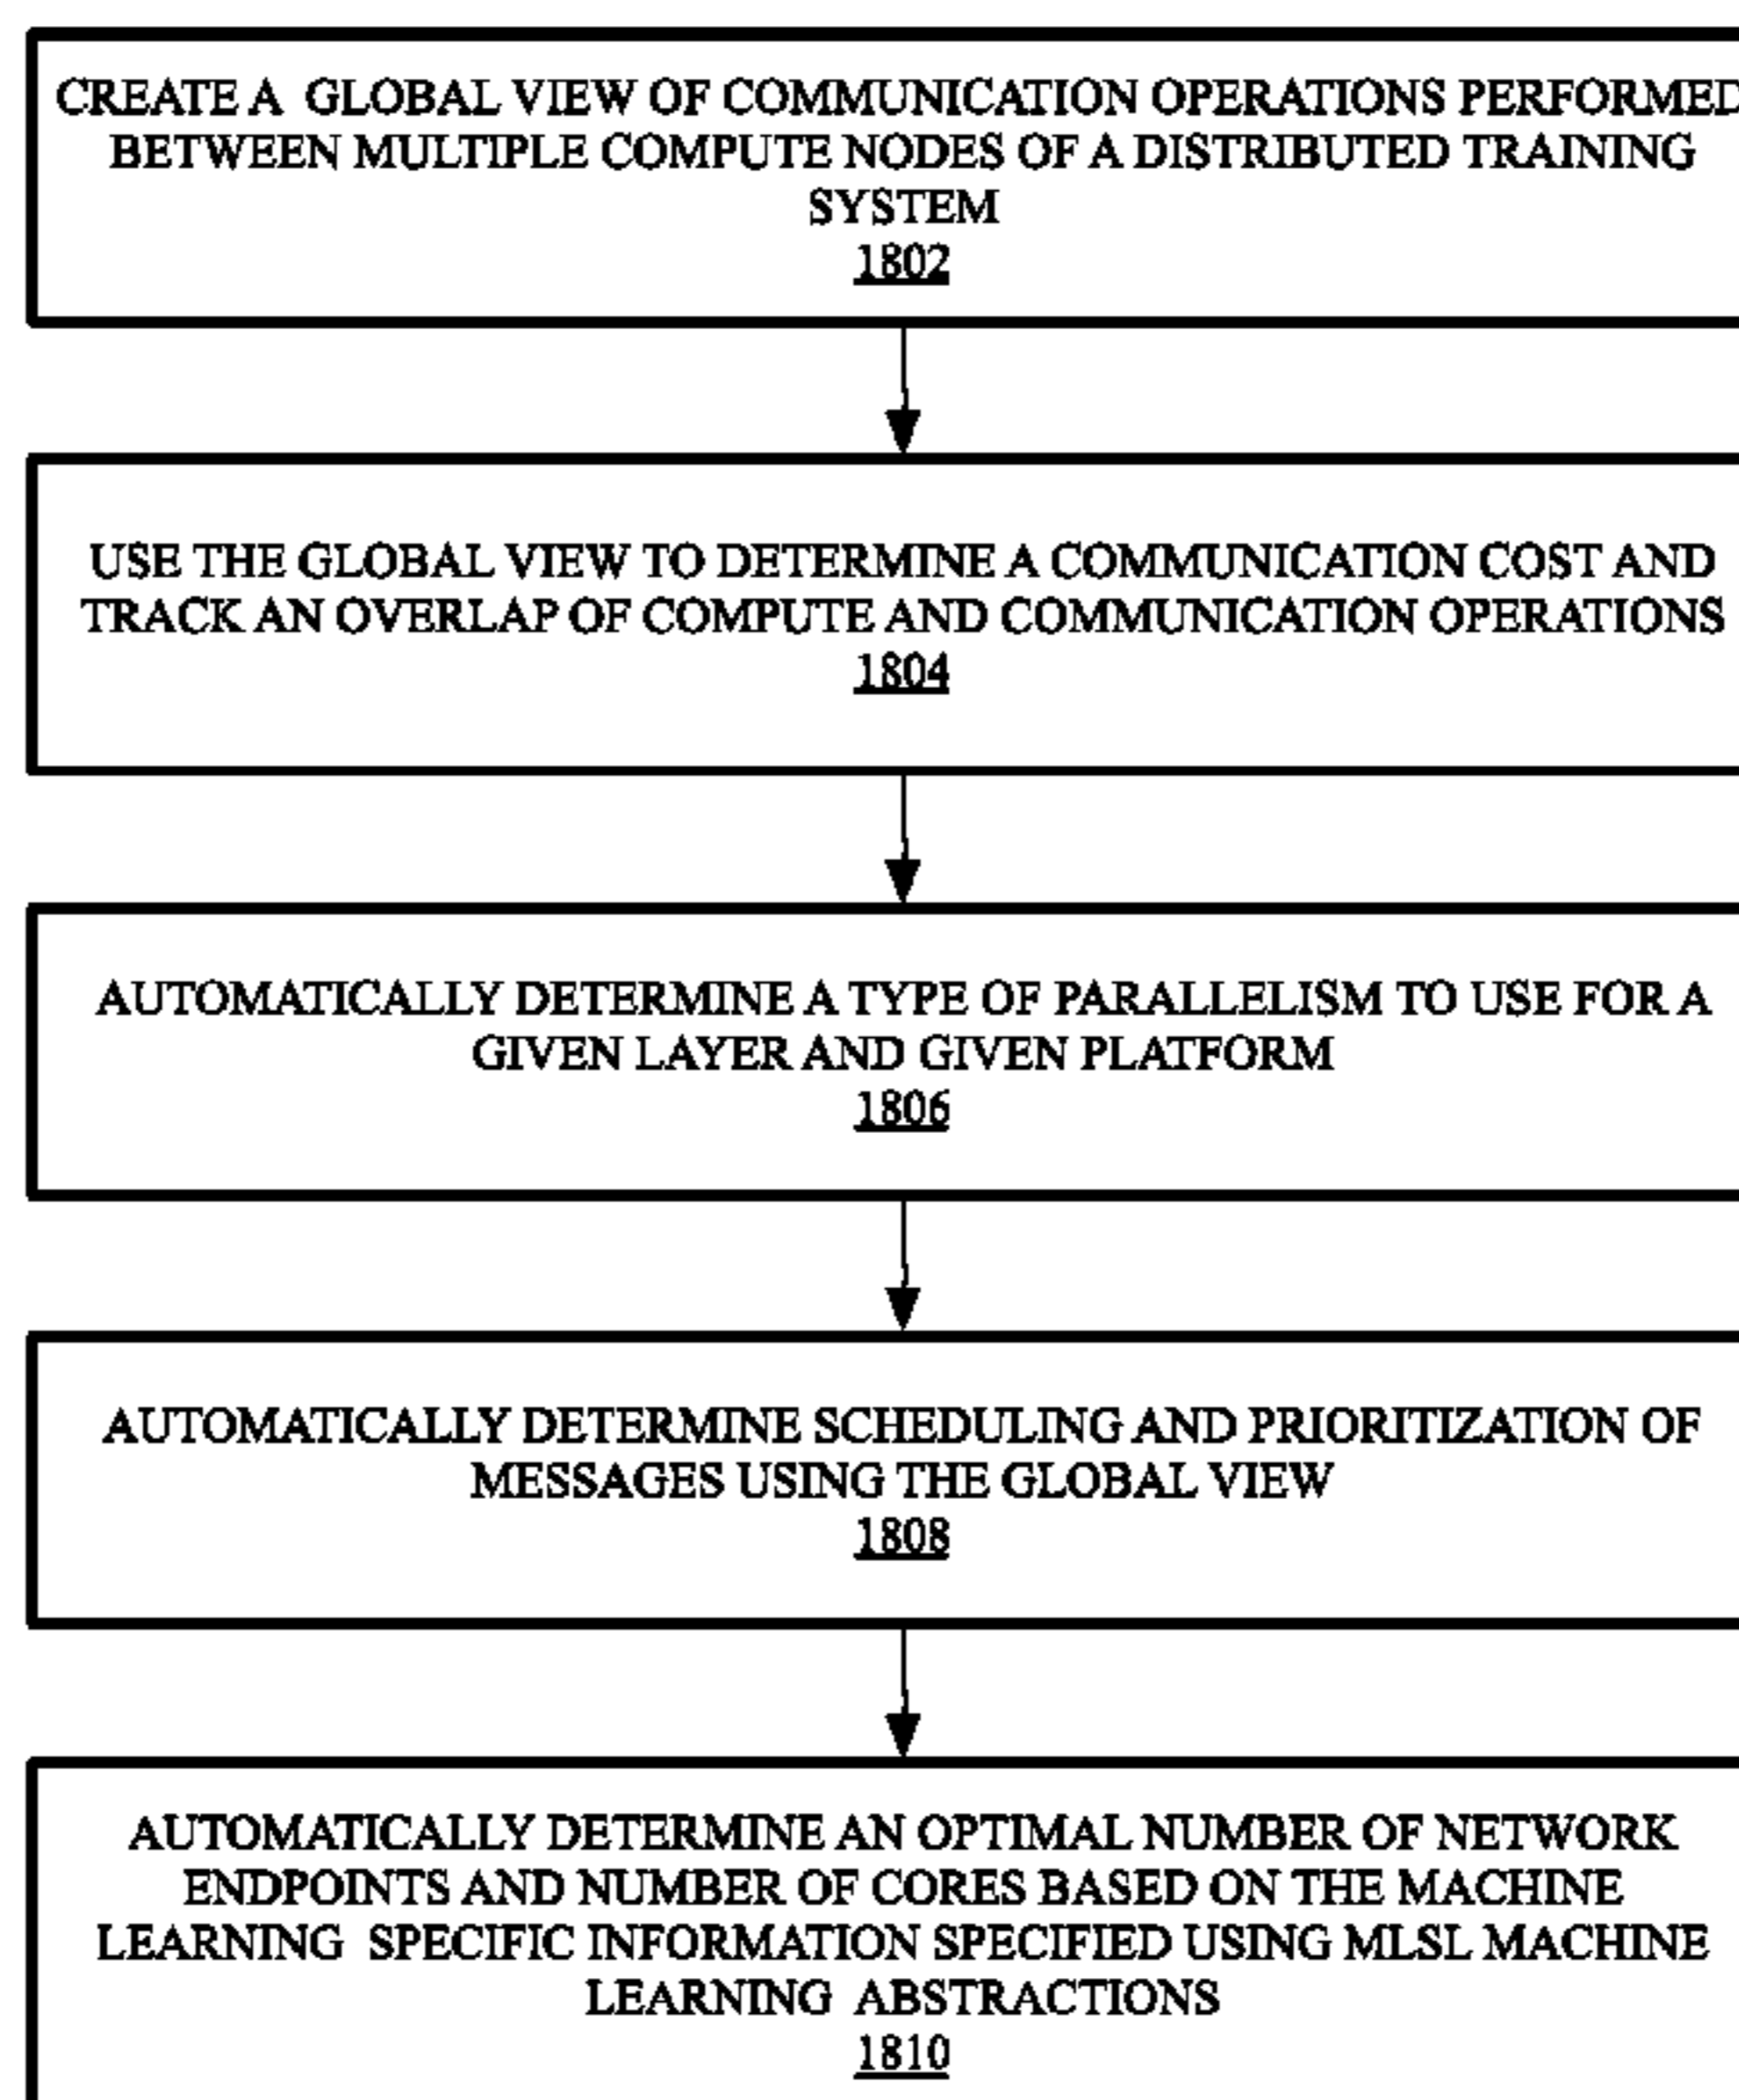 CREATE A GLOBAL VIEW OF COMMUNICATION OPERATIONS PERFORMED
BETWEEN MULTIPLE COMPUTE NODES OF A DISTRIBUTED TRAINING
SYSTEM
1802
USE THE GLOBAL VIEW TO DETERMINE A COMMUNICATION COST AND
TRACK AN OVERLAP OF COMPUTE AND COMMUNICATION OPERATIONS
1804
AUTOMATICALLY DETERMINE A TYPE OF PARALLELISM TO USE FOR A
GIVEN LAYER AND GIVEN PLATFORM
1806
AUTOMATICALLY DETERMINE SCHEDULING AND PRIORITIZATION OF
MESSAGES USING THE GLOBAL VIEW
1808
AUTOMATICALLY DETERMINE AN OPTIMAL NUMBER OF NETWORK
ENDPOINTS AND NUMBER OF CORES BASED ON THE MACHINE
LEARNING SPECIFIC INFORMATION SPECIFIED USING MLSL MACHINE
LEARNING ABSTRACTIONS
1810